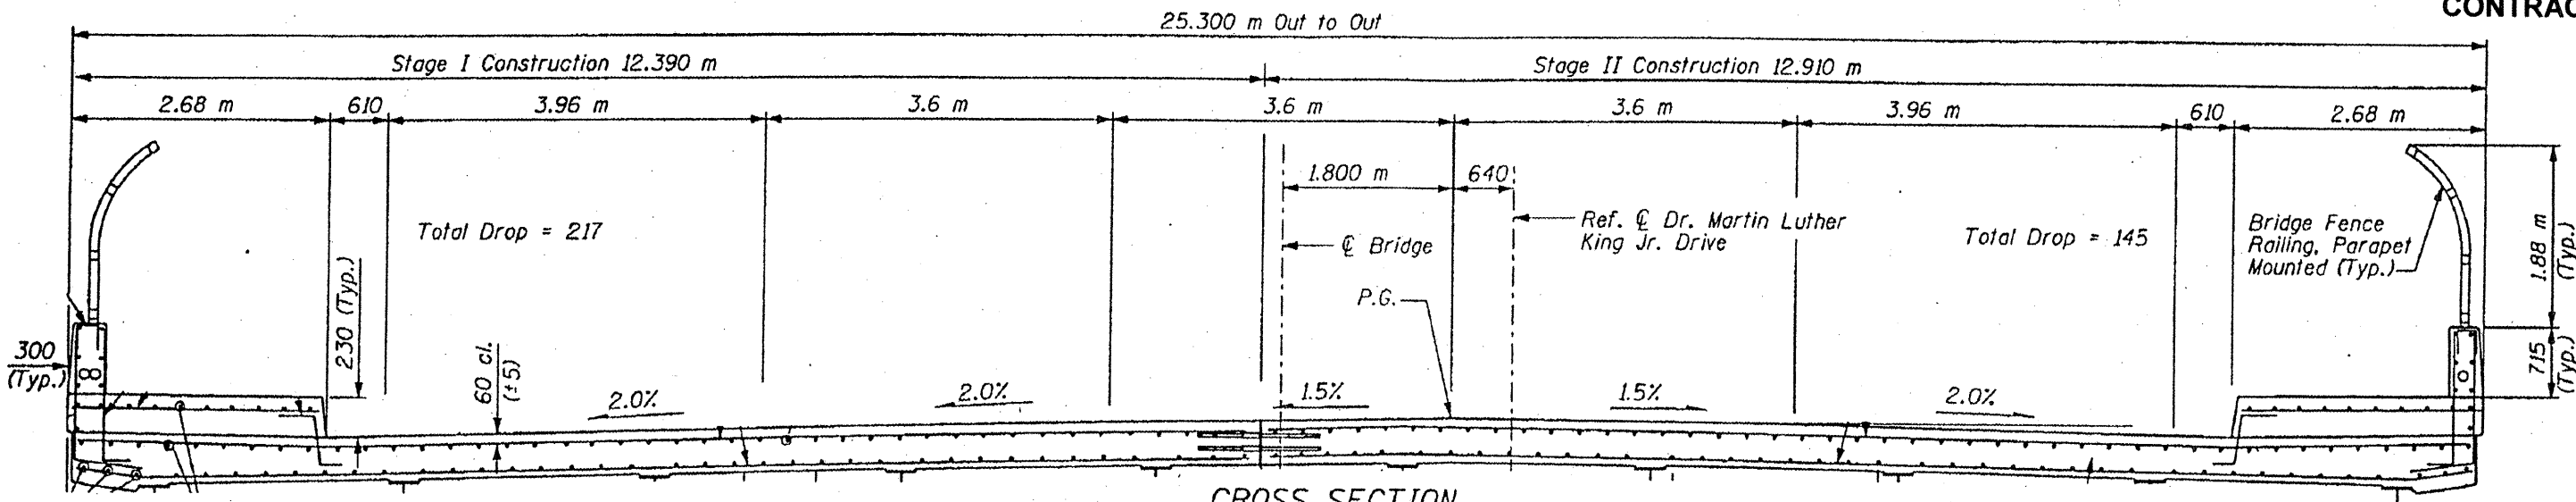 CONTRAC
25.300 m Out to Out
Stage I Construction 12.390 m
Stage II Construction 12.910 m
2.68 m
610
3.96 m
3.6 m
3.6 m
3.6 m
3.96 m
610
2.68 m
1.800 m
640
Total Drop = 217
℄ Bridge
Ref. ℄ Dr. Martin Luther
King Jr. Drive
Total Drop = 145
Bridge Fence
Railing, Parapet
Mounted (Typ.)
1.88 m
(Typ.)
P.G.
230 (Typ.)
300
(Typ.)
60 cl.
(±5)
715
(Typ.)
2.0%
2.0%
1.5%
1.5%
2.0%
CROSS SECTION